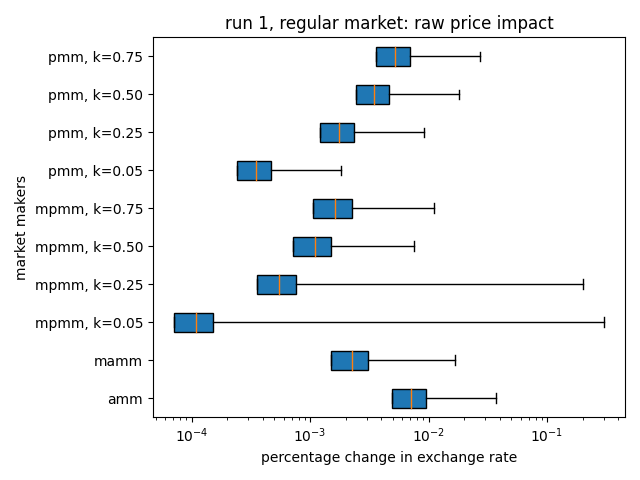 run 1, regular market: raw price impact
pmm, k=0.75
pmm, k=0.50
pmm, k=0.25
pmm, k=0.05
mpmm, k=0.75
mpmm, k=0.50
mpmm, k=0.25
mpmm, k=0.05
mamm
amm
market makers
10⁻⁴ 10⁻³ 10⁻² 10⁻¹
percentage change in exchange rate